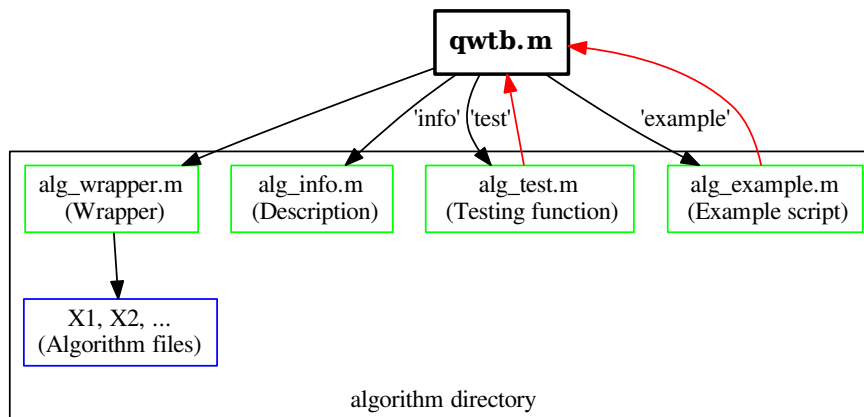 qwtb.m
'info'
'test'
'example'
alg_wrapper.m
(Wrapper)
alg_info.m
(Description)
alg_test.m
(Testing function)
alg_example.m
(Example script)
X1, X2, ...
(Algorithm files)
algorithm directory